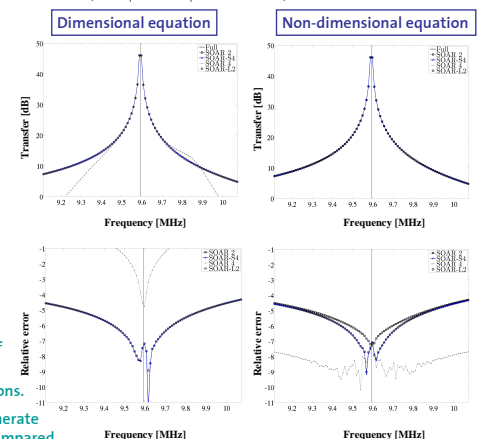 Dimensional equation
Non-dimensional equation
50
40
30
20
10
0
Transfer [dB]
Full
SOAR 2
SOAR-S4
SOAR 4
SOAR-L2
9.2 9.3 9.4 9.5 9.6 9.7 9.8 9.9 10
Frequency [MHz]
50
40
30
20
10
0
Transfer [dB]
Full
SOAR 2
SOAR-S4
SOAR 4
SOAR-L2
9.2 9.3 9.4 9.5 9.6 9.7 9.8 9.9 10
Frequency [MHz]
-1
-2
-3
-4
-5
-6
-7
-8
-9
-10
-11
Relative error
SOAR 2
SOAR-S4
SOAR 4
SOAR-L2
9.2 9.3 9.4 9.5 9.6 9.7 9.8 9.9 10
Frequency [MHz]
-1
-2
-3
-4
-5
-6
-7
-8
-9
-10
-11
Relative error
SOAR 2
SOAR-S4
SOAR 4
SOAR-L2
9.2 9.3 9.4 9.5 9.6 9.7 9.8 9.9 10
Frequency [MHz]
ons.
nerate